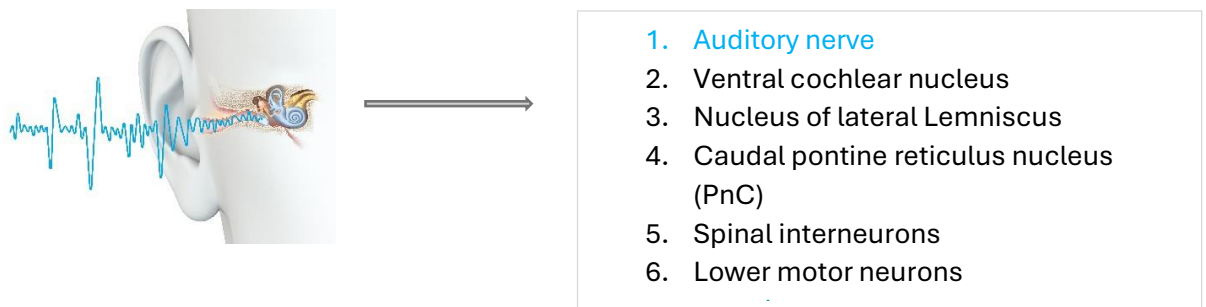 1. Auditory nerve
2. Ventral cochlear nucleus
3. Nucleus of lateral Lemniscus
4. Caudal pontine reticulus nucleus
(PnC)
5. Spinal interneurons
6. Lower motor neurons